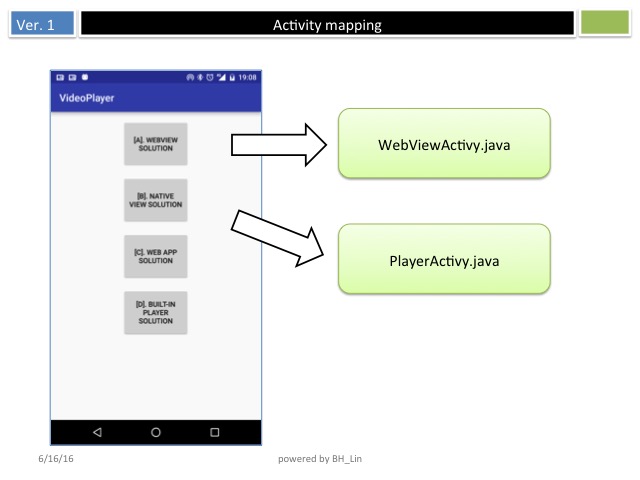 Ver. 1
Activity mapping
19:08
VideoPlayer
[A]. WEBVIEW
SOLUTION
[B]. NATIVE
VIEW SOLUTION
[C]. WEB APP
SOLUTION
[D]. BUILT-IN
PLAYER
SOLUTION
WebViewActivy.java
PlayerActivy.java
6/16/16
powered by BH_Lin